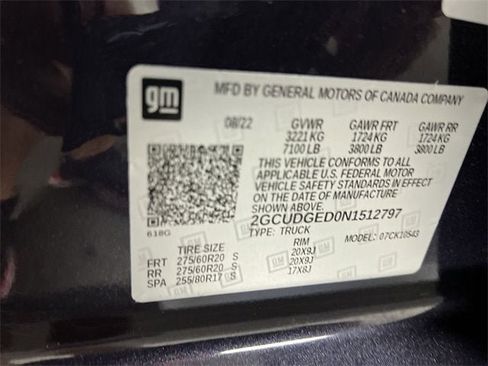 gm
MFD BY GENERAL MOTORS OF CANADA COMPANY
08/22 GVWR GAWR FRT GAWR RR
3221 KG 1724 KG 1724 KG
7100 LB 3800 LB 3800 LB
THIS VEHICLE CONFORMS TO ALL
APPLICABLE U.S. FEDERAL MOTOR
VEHICLE SAFETY STANDARDS IN EFFECT
ON THE DATE OF MANUFACTURE
SHOWN ABOVE.
2GCUDGED0N1512797
618G TYPE: TRUCK MODEL: 07CK10543
TIRE SIZE RIM
FRT 275/60R20 S 20X9J
RR 275/60R20 S 20X9J
SPA 255/80R17 S 17X8J